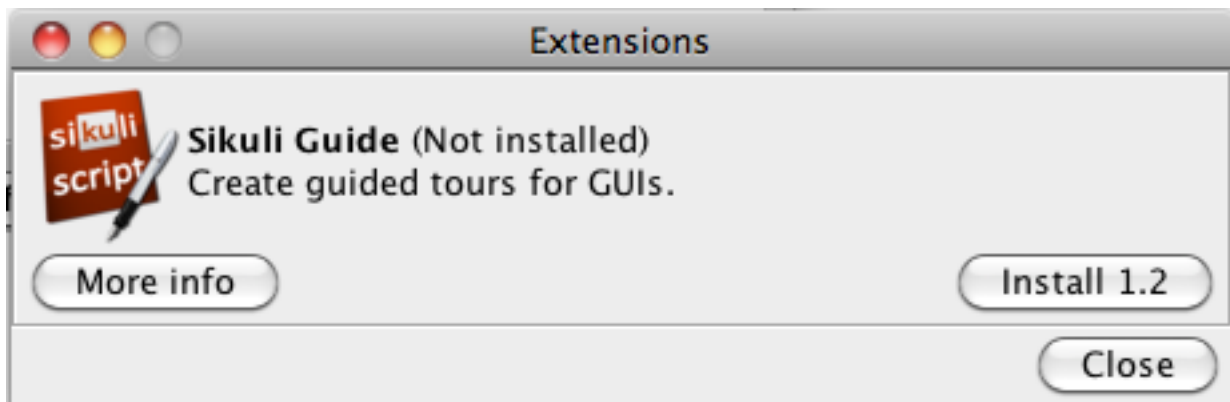 Extensions
sikuli
script
Sikuli Guide (Not installed)
Create guided tours for GUIs.
More info
Install 1.2
Close